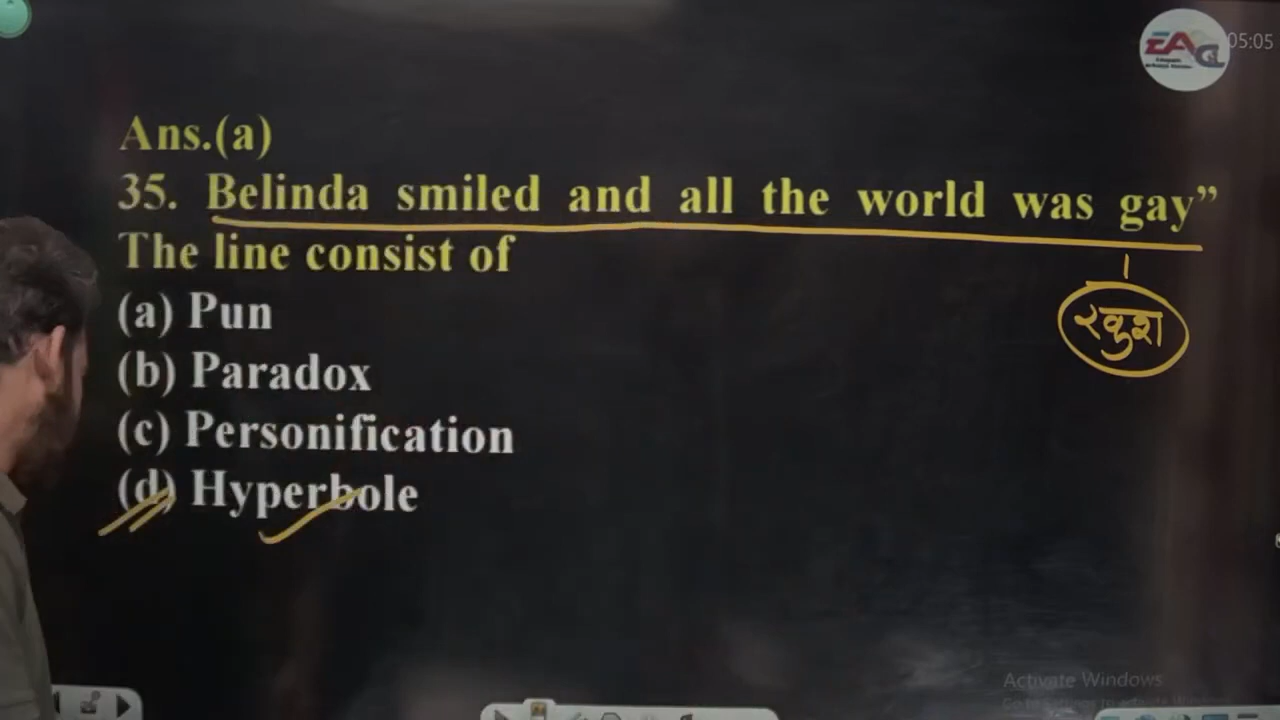 EAG
05:05
Ans.(a)
35. Belinda smiled and all the world was gay”
The line consist of
खुश
(a) Pun
(b) Paradox
(c) Personification
(d) Hyperbole
Activate Windows